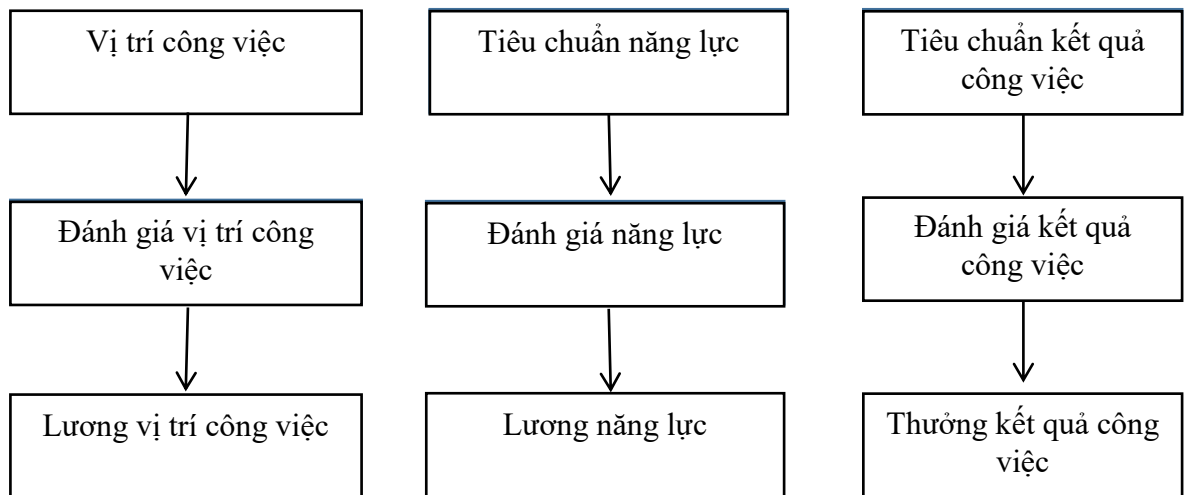 Vị trí công việc
Tiêu chuẩn năng lực
Tiêu chuẩn kết quả
công việc
Đánh giá vị trí công
việc
Đánh giá năng lực
Đánh giá kết quả
công việc
Lương vị trí công việc
Lương năng lực
Thưởng kết quả công
việc